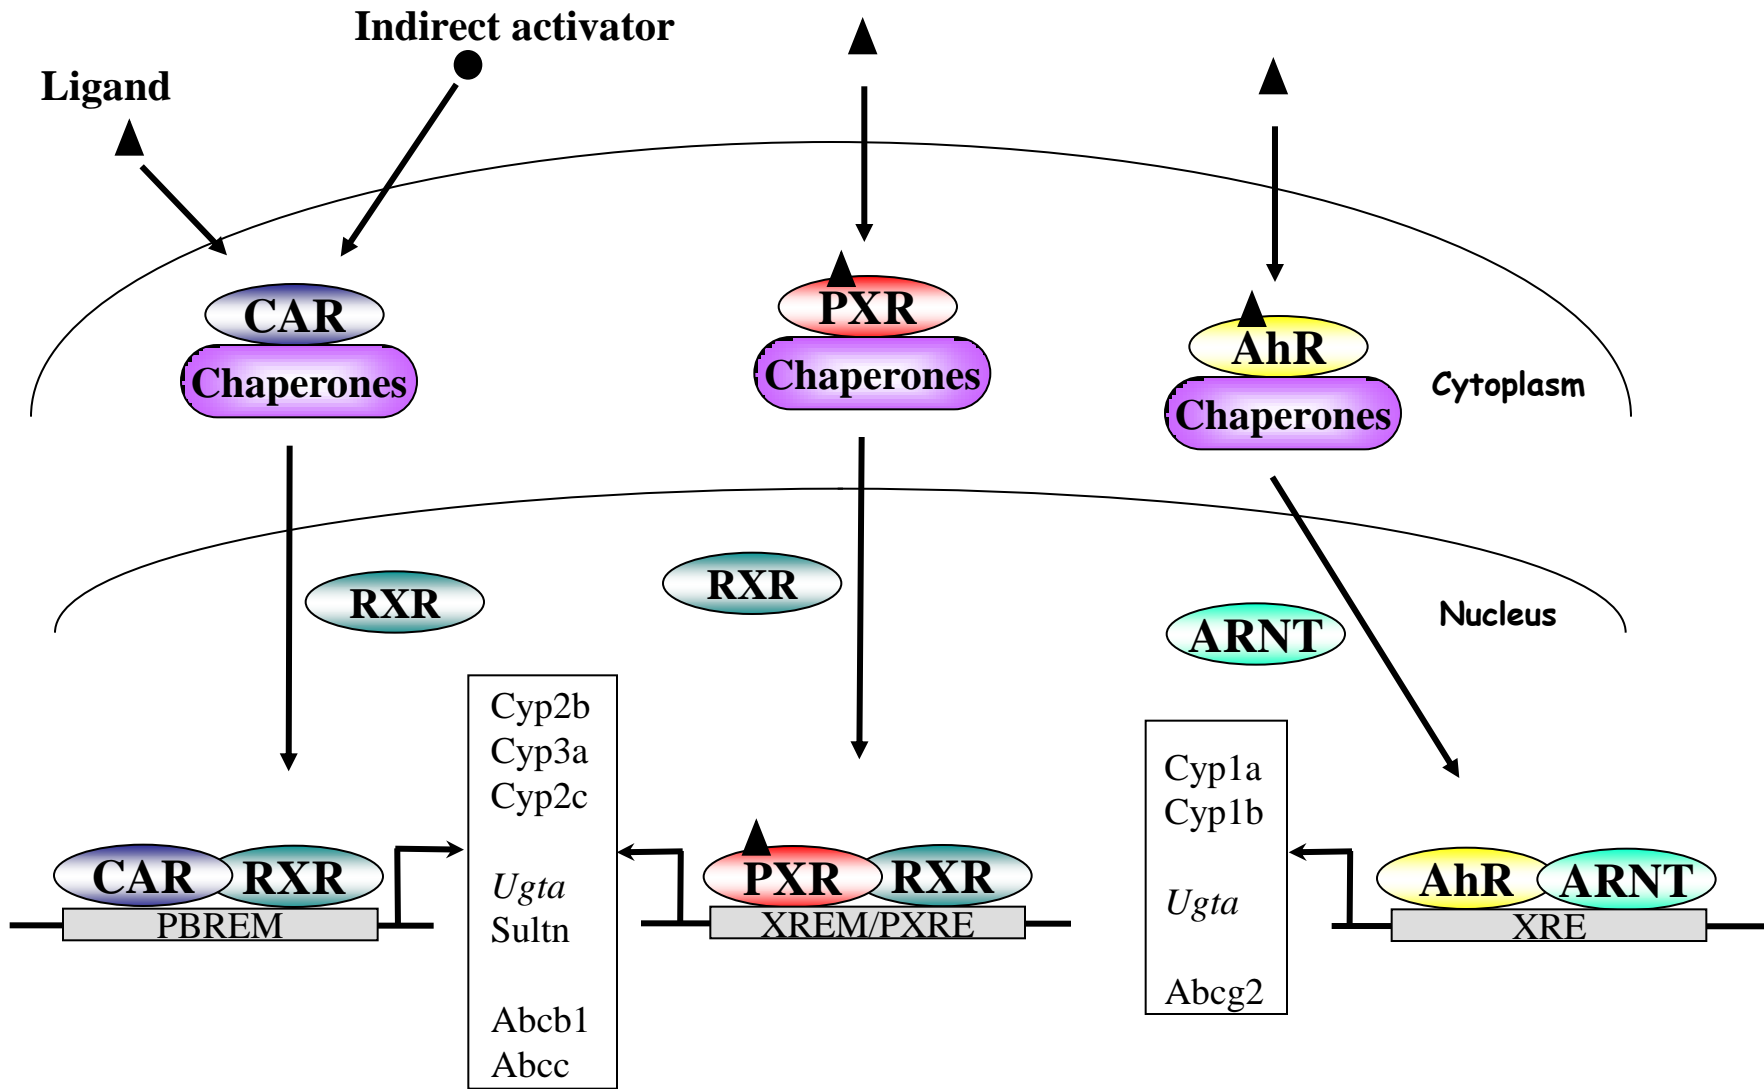 Indirect activator
Ligand
CAR
Chaperones
PXR
Chaperones
AhR
Chaperones
Cytoplasm
RXR
RXR
ARNT
Nucleus
Cyp2b
Cyp3a
Cyp2c
Ugta
Sultn
Abcb1
Abcc
Cyp1a
Cyp1b
Ugta
Abcg2
CAR
RXR
PBREM
PXR
RXR
XREM/PXRE
AhR
ARNT
XRE